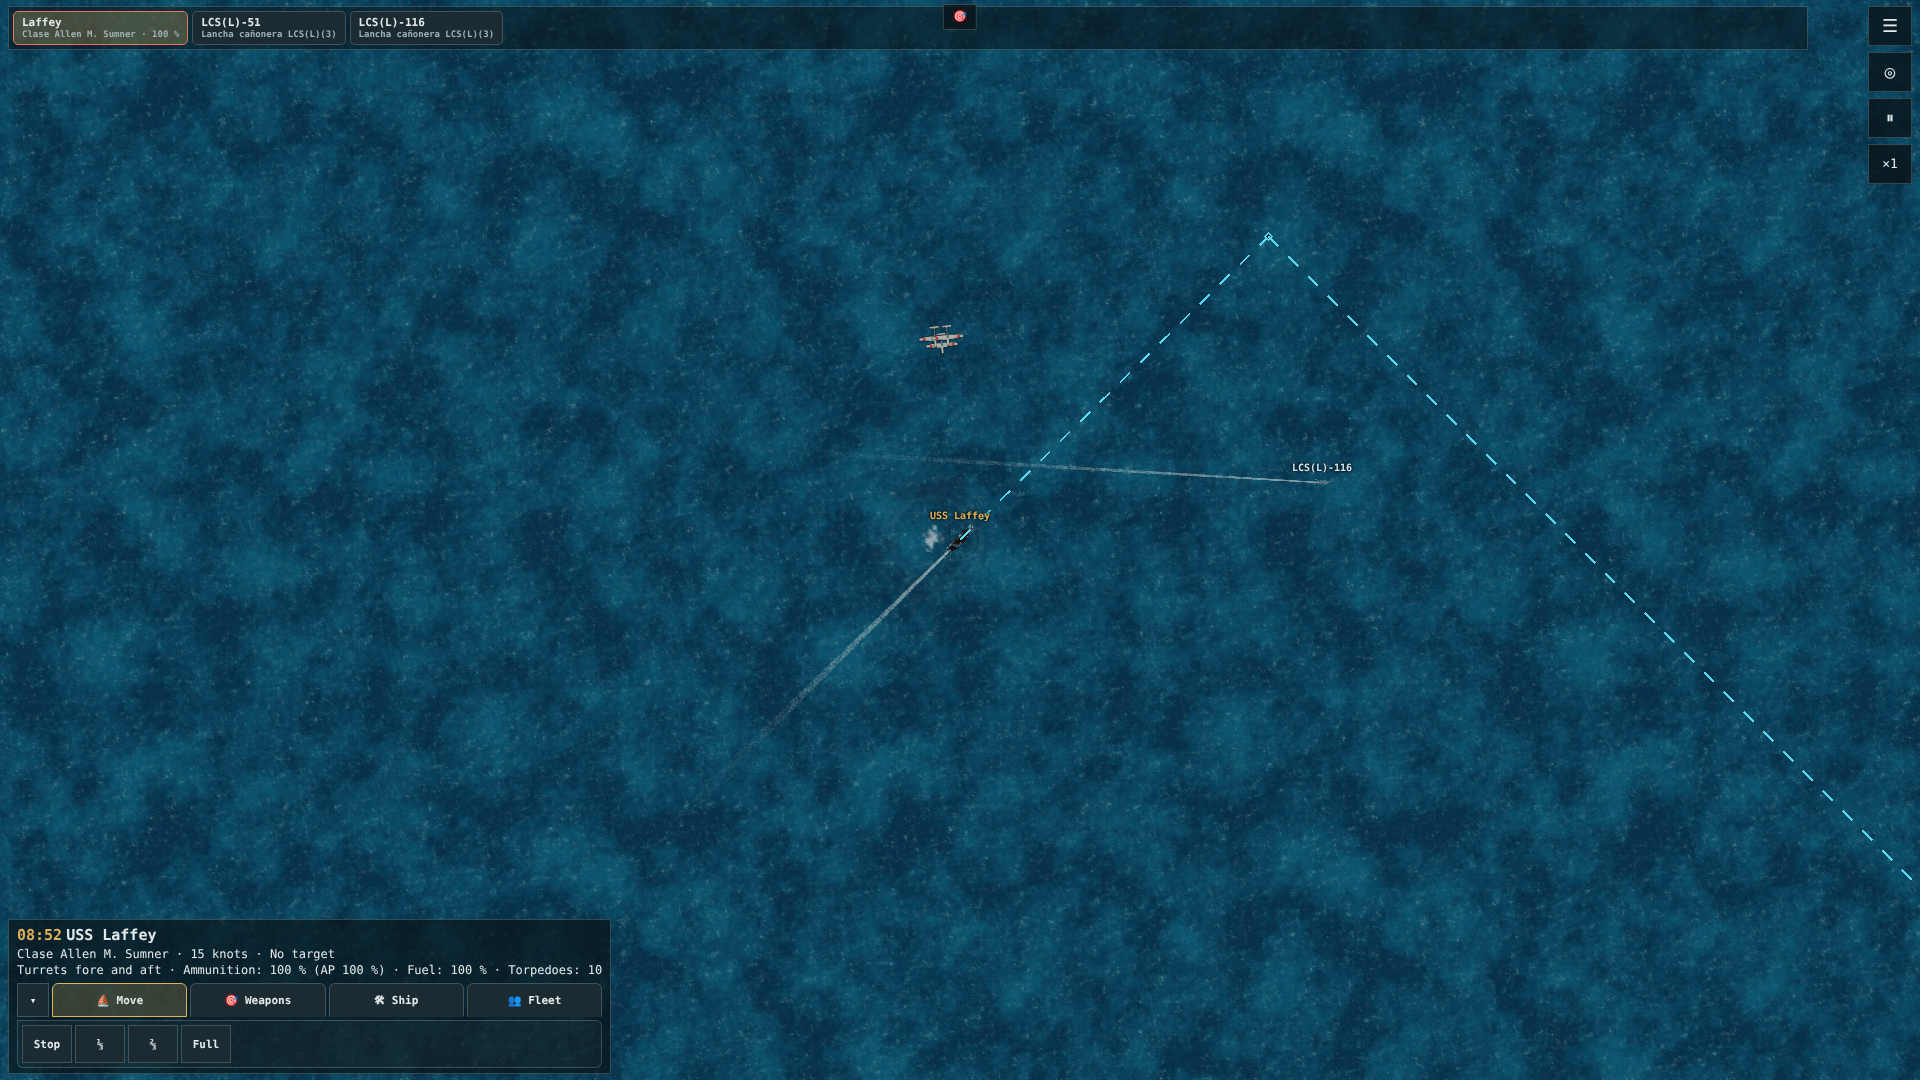 Laffey
Clase Allen M. Sumner · 100 %
LCS(L)-51
Lancha cañonera LCS(L)(3)
LCS(L)-116
Lancha cañonera LCS(L)(3)
×1
LCS(L)-116
USS Laffey
08:52 USS Laffey
Clase Allen M. Sumner · 15 knots · No target
Turrets fore and aft · Ammunition: 100 % (AP 100 %) · Fuel: 100 % · Torpedoes: 10
Move
Weapons
Ship
Fleet
Stop
⅓
⅔
Full